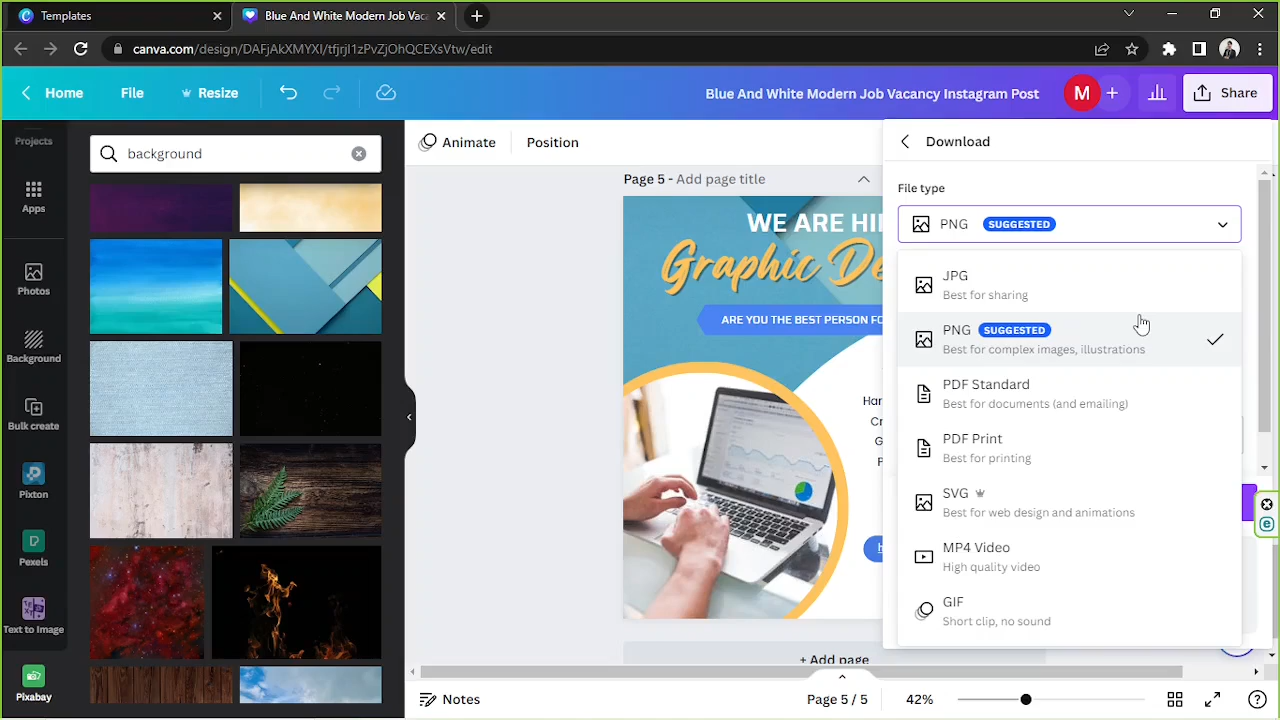 Templates
Blue And White Modern Job Vaca
canva.com/design/DAFjAkXMYXI/tfjrjI1zPvZjOhQCEXsVtw/edit
Home
File
Resize
Blue And White Modern Job Vacancy Instagram Post
M
Share
Projects
Apps
Photos
Background
Bulk create
Pixton
Pexels
Text to Image
Pixabay
background
Animate
Position
Page 5 - Add page title
WE ARE HI
Graphic De
ARE YOU THE BEST PERSON FO
Har
Cr
G
P
h
+ Add page
Notes
Page 5 / 5
42%
Download
File type
PNG SUGGESTED
JPG
Best for sharing
PNG SUGGESTED
Best for complex images, illustrations
PDF Standard
Best for documents (and emailing)
PDF Print
Best for printing
SVG
Best for web design and animations
MP4 Video
High quality video
GIF
Short clip, no sound